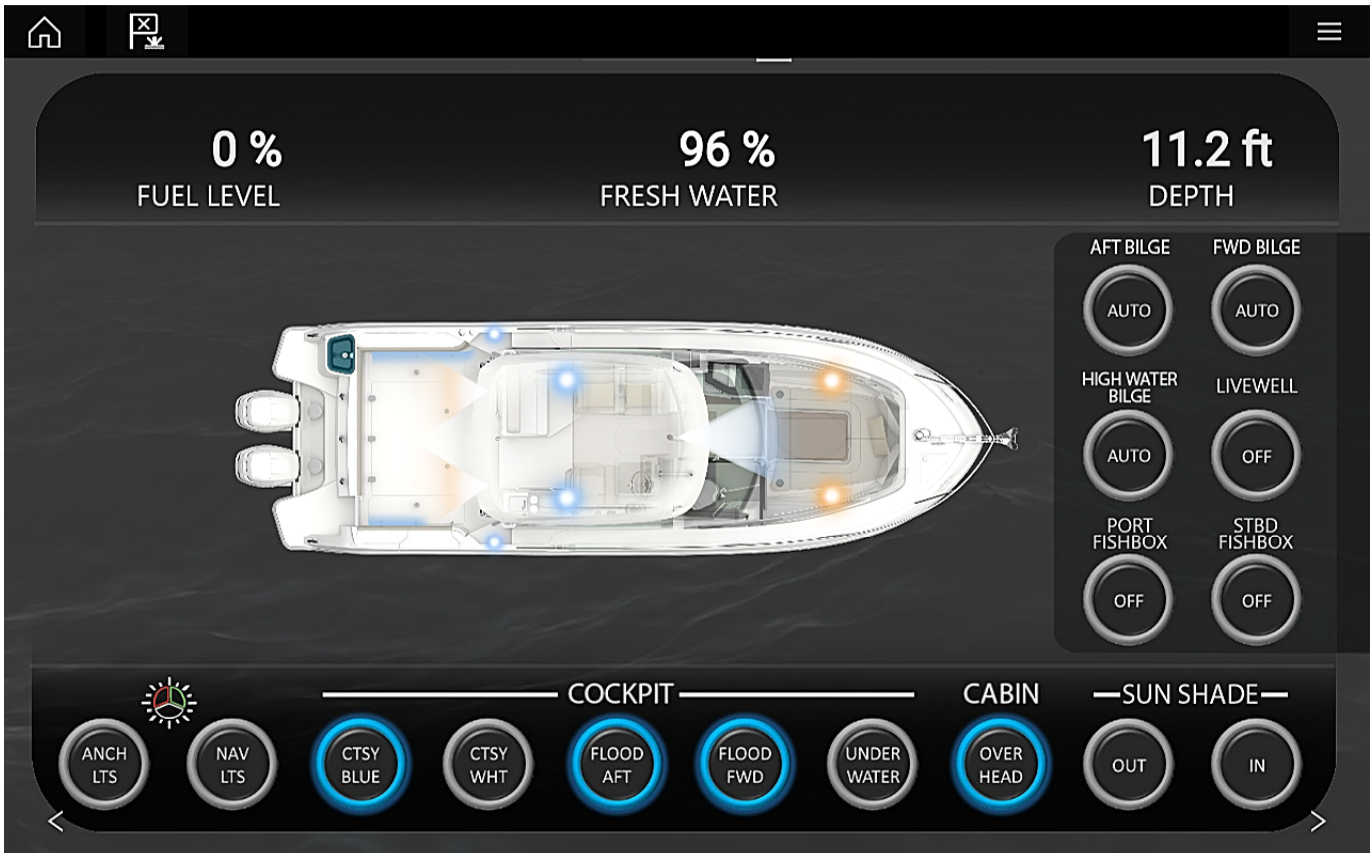 0 %
FUEL LEVEL
96 %
FRESH WATER
11.2 ft
DEPTH
AFT BILGE
AUTO
FWD BILGE
AUTO
HIGH WATER
BILGE
AUTO
LIVEWELL
OFF
PORT
FISHBOX
OFF
STBD
FISHBOX
OFF
COCKPIT
CABIN
SUN SHADE
ANCH
LTS
NAV
LTS
CTSY
BLUE
CTSY
WHT
FLOOD
AFT
FLOOD
FWD
UNDER
WATER
OVER
HEAD
OUT
IN